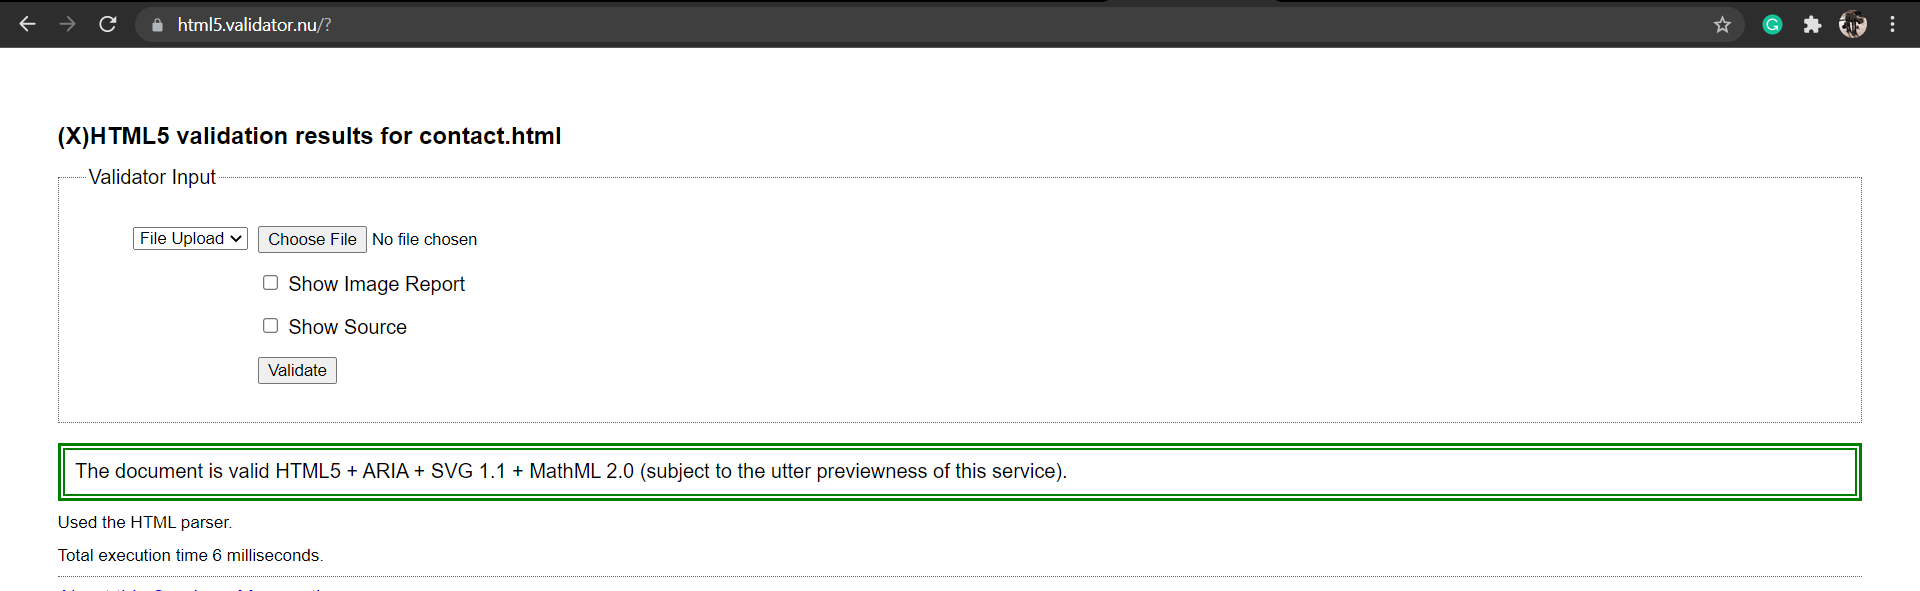 html5.validator.nu/?
(X)HTML5 validation results for contact.html
Validator Input
File Upload Choose File No file chosen
Show Image Report
Show Source
Validate
The document is valid HTML5 + ARIA + SVG 1.1 + MathML 2.0 (subject to the utter previewness of this service).
Used the HTML parser.
Total execution time 6 milliseconds.